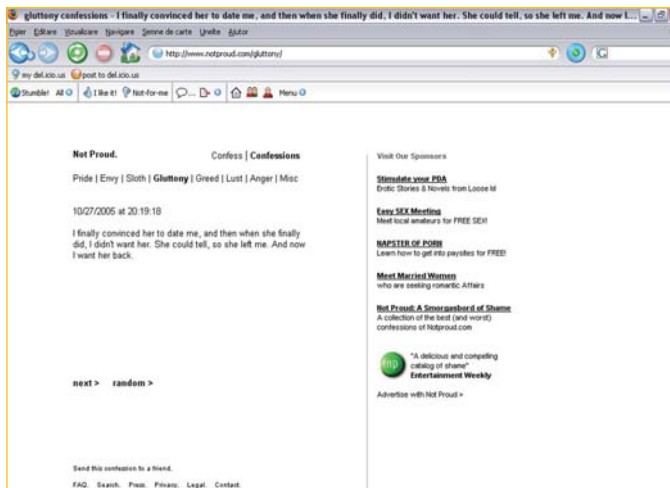 gluttony confessions - I finally convinced her to date me, and then when she finally did, I didn't want her. She could tell, so she left me. And now I w...
Fişier Editare Vizualizare Navigare Semne de carte Unelte Ajutor
http://www.notproud.com/gluttony/
my del.icio.us post to del.icio.us
Stumble! All I like it! Not-for-me Menu
Not Proud. Confess | Confessions
Pride | Envy | Sloth | Gluttony | Greed | Lust | Anger | Misc
10/27/2005 at 20:19:18
I finally convinced her to date me, and then when she finally
did, I didn't want her. She could tell, so she left me. And now
I want her back.
next > random >
Send this confession to a friend.
FAQ. Search. Press. Privacy. Legal. Contact.
Visit Our Sponsors
Stimulate your PDA
Erotic Stories & Novels from Loose Id
Easy SEX Meeting
Meet local amateurs for FREE SEX!
NAPSTER OF PORN
Learn how to get into paysites for FREE!
Meet Married Women
who are seeking romantic Affairs
Not Proud: A Smorgasbord of Shame
A collection of the best (and worst)
confessions of Notproud.com
np
"A delicious and compelling
catalog of shame"
Entertainment Weekly
Advertise with Not Proud »